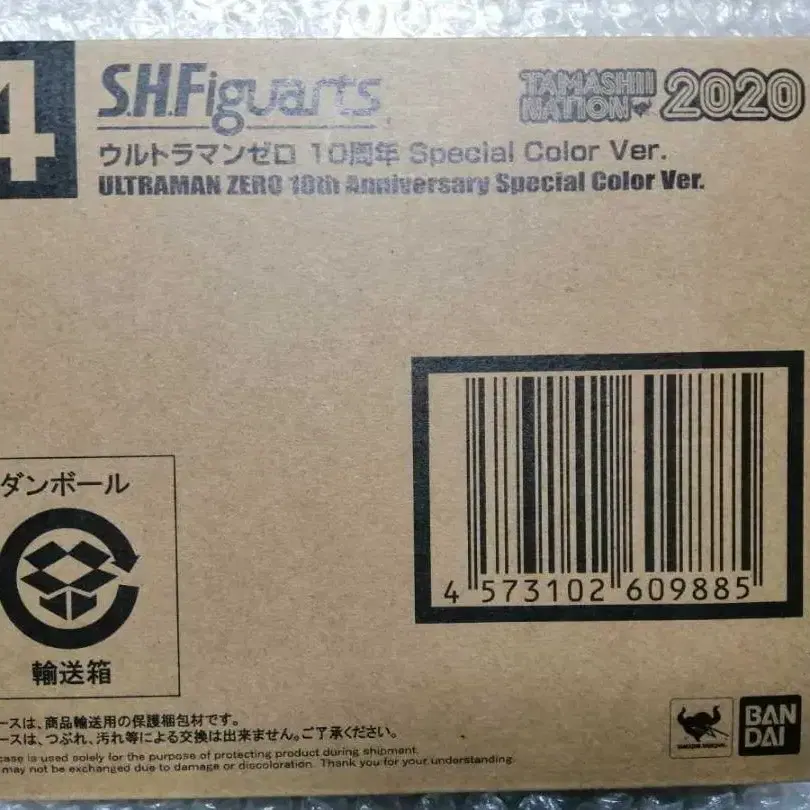 4
S.H.Figuarts
TAMASHII NATION 2020
ウルトラマンゼロ 10周年 Special Color Ver.
ULTRAMAN ZERO 10th Anniversary Special Color Ver.
4 573102 609885
ダンボール
輸送箱
ースは、商品輸送用の保護梱包材です。
ースは、つぶれ、汚れ等による交換は出来ません。ご了承ください。
case is used solely for the purpose of protecting product during shipment.
may not be exchanged due to damage or discoloration. Thank you for your understanding.
BAN
DAI